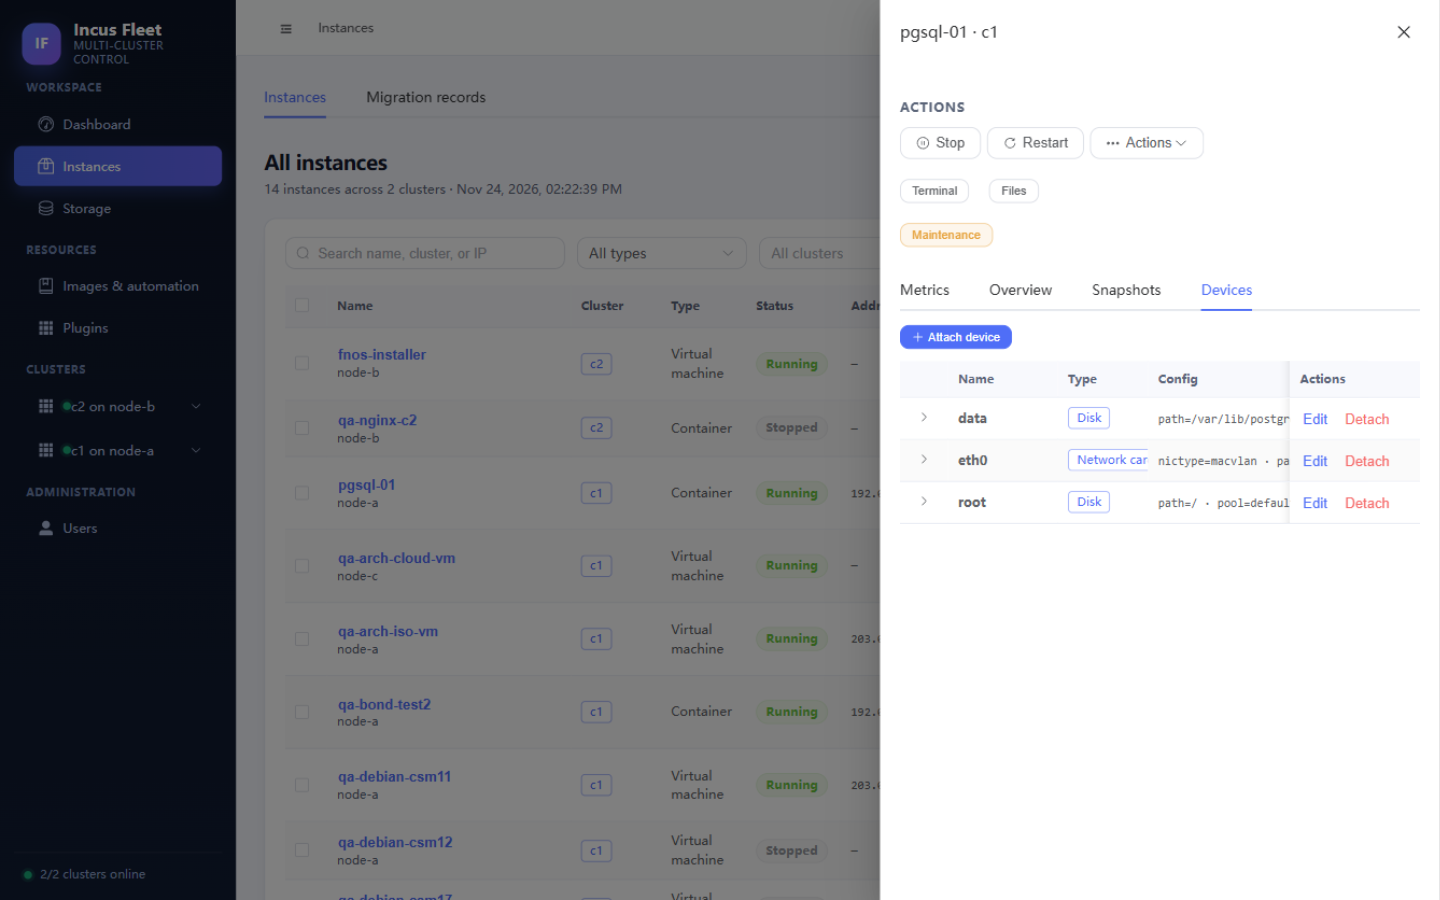 IF
Incus Fleet
MULTI-CLUSTER
CONTROL
WORKSPACE
Dashboard
Instances
Storage
RESOURCES
Images & automation
Plugins
CLUSTERS
c2 on node-b
c1 on node-a
ADMINISTRATION
Users
2/2 clusters online
Instances
Instances Migration records
All instances
14 instances across 2 clusters · Nov 24, 2026, 02:22:39 PM
Search name, cluster, or IP All types All clusters
Name Cluster Type Status Addr
fnos-installer
node-b
c2 Virtual machine Running –
qa-nginx-c2
node-b
c2 Container Stopped –
pgsql-01
node-a
c1 Container Running 192.
qa-arch-cloud-vm
node-c
c1 Virtual machine Running –
qa-arch-iso-vm
node-a
c1 Virtual machine Running 203.
qa-bond-test2
node-a
c1 Container Running 192.
qa-debian-csm11
node-a
c1 Virtual machine Running 203.
qa-debian-csm12
node-a
c1 Virtual machine Stopped –
Virtual
pgsql-01 · c1
ACTIONS
Stop Restart ••• Actions
Terminal Files
Maintenance
Metrics Overview Snapshots Devices
+ Attach device
Name Type Config Actions
data Disk path=/var/lib/postgr Edit Detach
eth0 Network car nictype=macvlan · pa Edit Detach
root Disk path=/ · pool=defaul Edit Detach